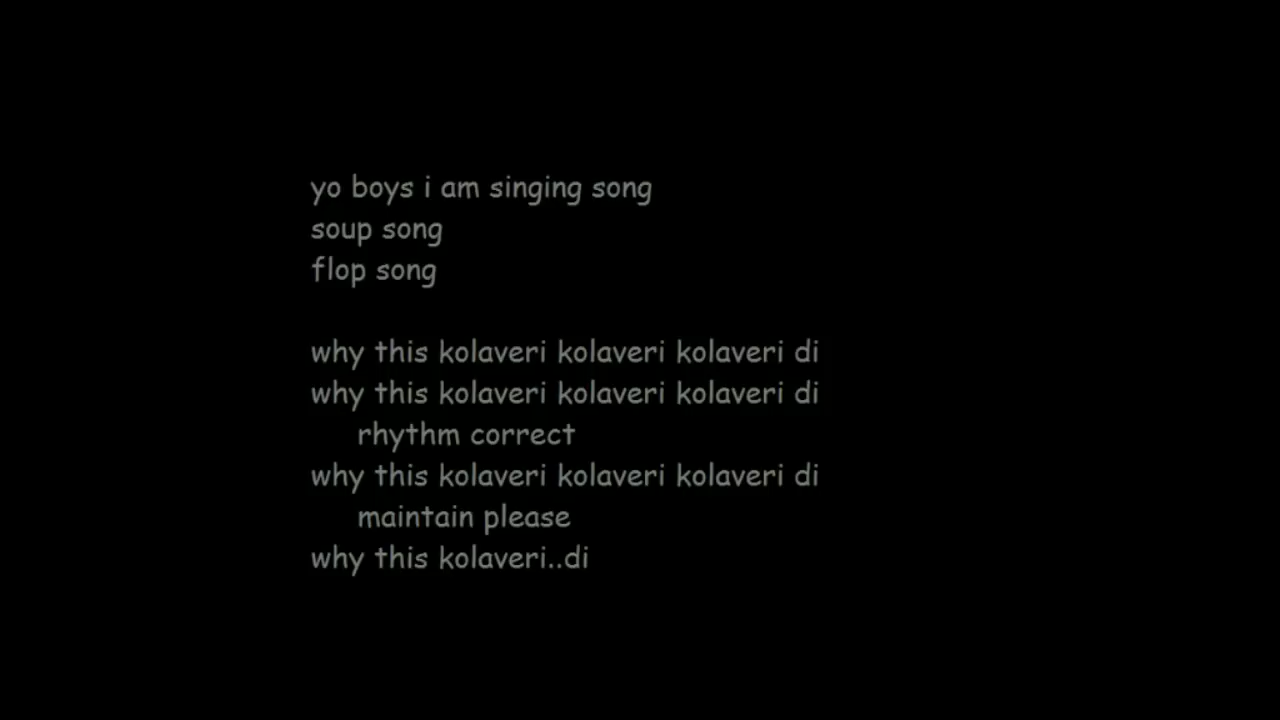 yo boys i am singing song
soup song
flop song
why this kolaveri kolaveri kolaveri di
why this kolaveri kolaveri kolaveri di
rhythm correct
why this kolaveri kolaveri kolaveri di
maintain please
why this kolaveri..di